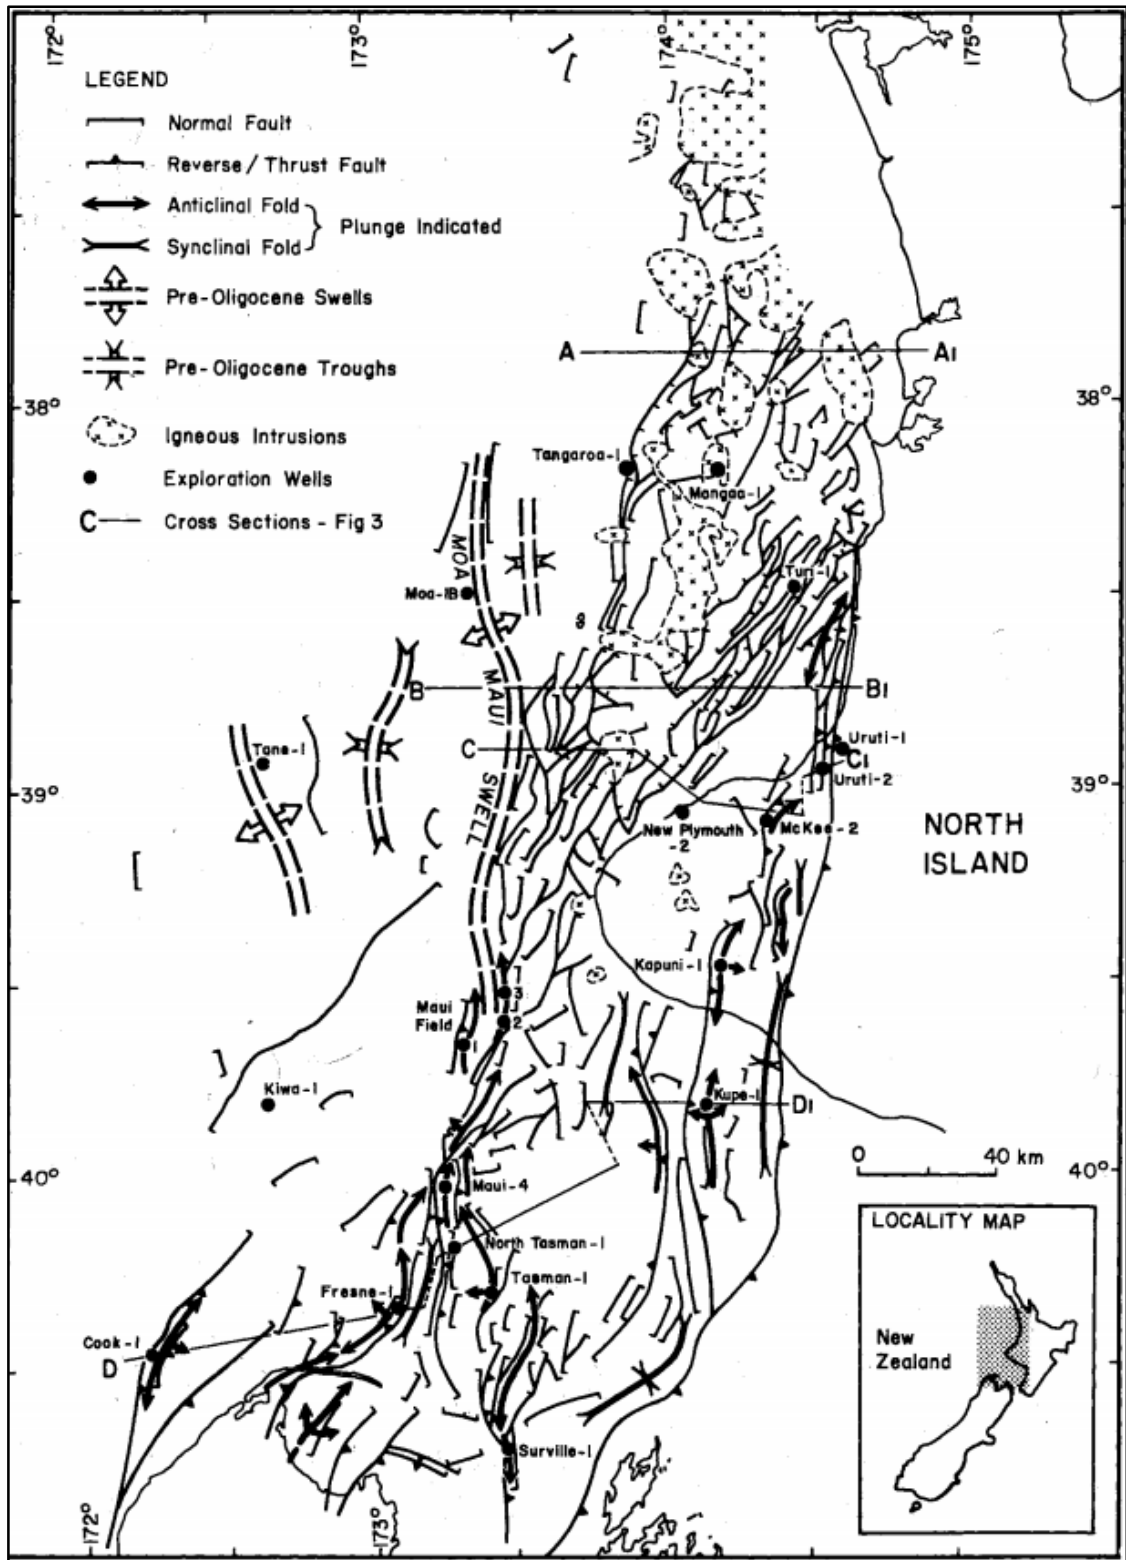 172°
173°
174°
175°
LEGEND
Normal Fault
Reverse / Thrust Fault
Anticlinal Fold
Plunge Indicated
Synclinal Fold
Pre-Oligocene Swells
Pre-Oligocene Troughs
Igneous Intrusions
Exploration Wells
C Cross Sections - Fig 3
A
A1
38°
38°
Tangaroa-1
Mangaa-1
MOA
Turi-1
Moa-1B
B
MAUI
B1
C
Uruti-1
C1
Tane-1
Uruti-2
SWELL
39°
39°
New Plymouth
-2
McKee-2
NORTH
ISLAND
Kapuni-1
3
Maui
Field
2
1
Kiwa-1
Kupe-1
D1
0 40 km
40°
40°
Maui-4
LOCALITY MAP
North Tasman-1
Tasman-1
Fresne-1
Cook-1
D
New
Zealand
Surville-1
172°
173°